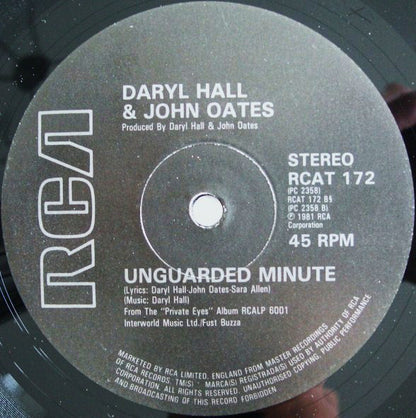 RCA
DARYL HALL
& JOHN OATES
Produced By Daryl Hall & John Oates
STEREO
RCAT 172
(PC 2358)
RCAT 172 B§
(PC 2358 B)
℗ 1981 RCA
Corporation
45 RPM
UNGUARDED MINUTE
(Lyrics: Daryl Hall-John Oates-Sara Allen)
(Music: Daryl Hall)
From The "Private Eyes" Album RCALP 6001
Interworld Music Ltd./Fust Buzza
MARKETED BY RCA LIMITED, ENGLAND FROM MASTER RECORDINGS
OF RCA RECORDS. TM(S) ® MARCA(S) REGISTRADA(S) USED BY AUTHORITY OF RCA
CORPORATION. ALL RIGHTS RESERVED. UNAUTHORISED COPYING, PUBLIC PERFORMANCE
AND BROADCASTING OF THIS RECORD FORBIDDEN